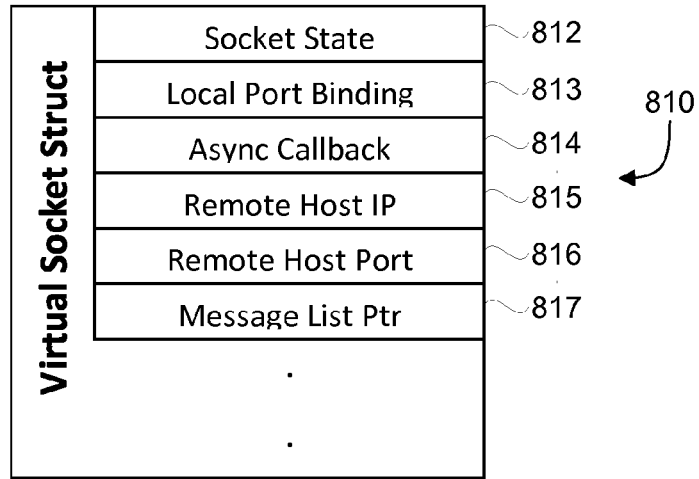 Virtual Socket Struct
Socket State 812
Local Port Binding 813
810
Async Callback 814
Remote Host IP 815
Remote Host Port 816
Message List Ptr 817
.
.